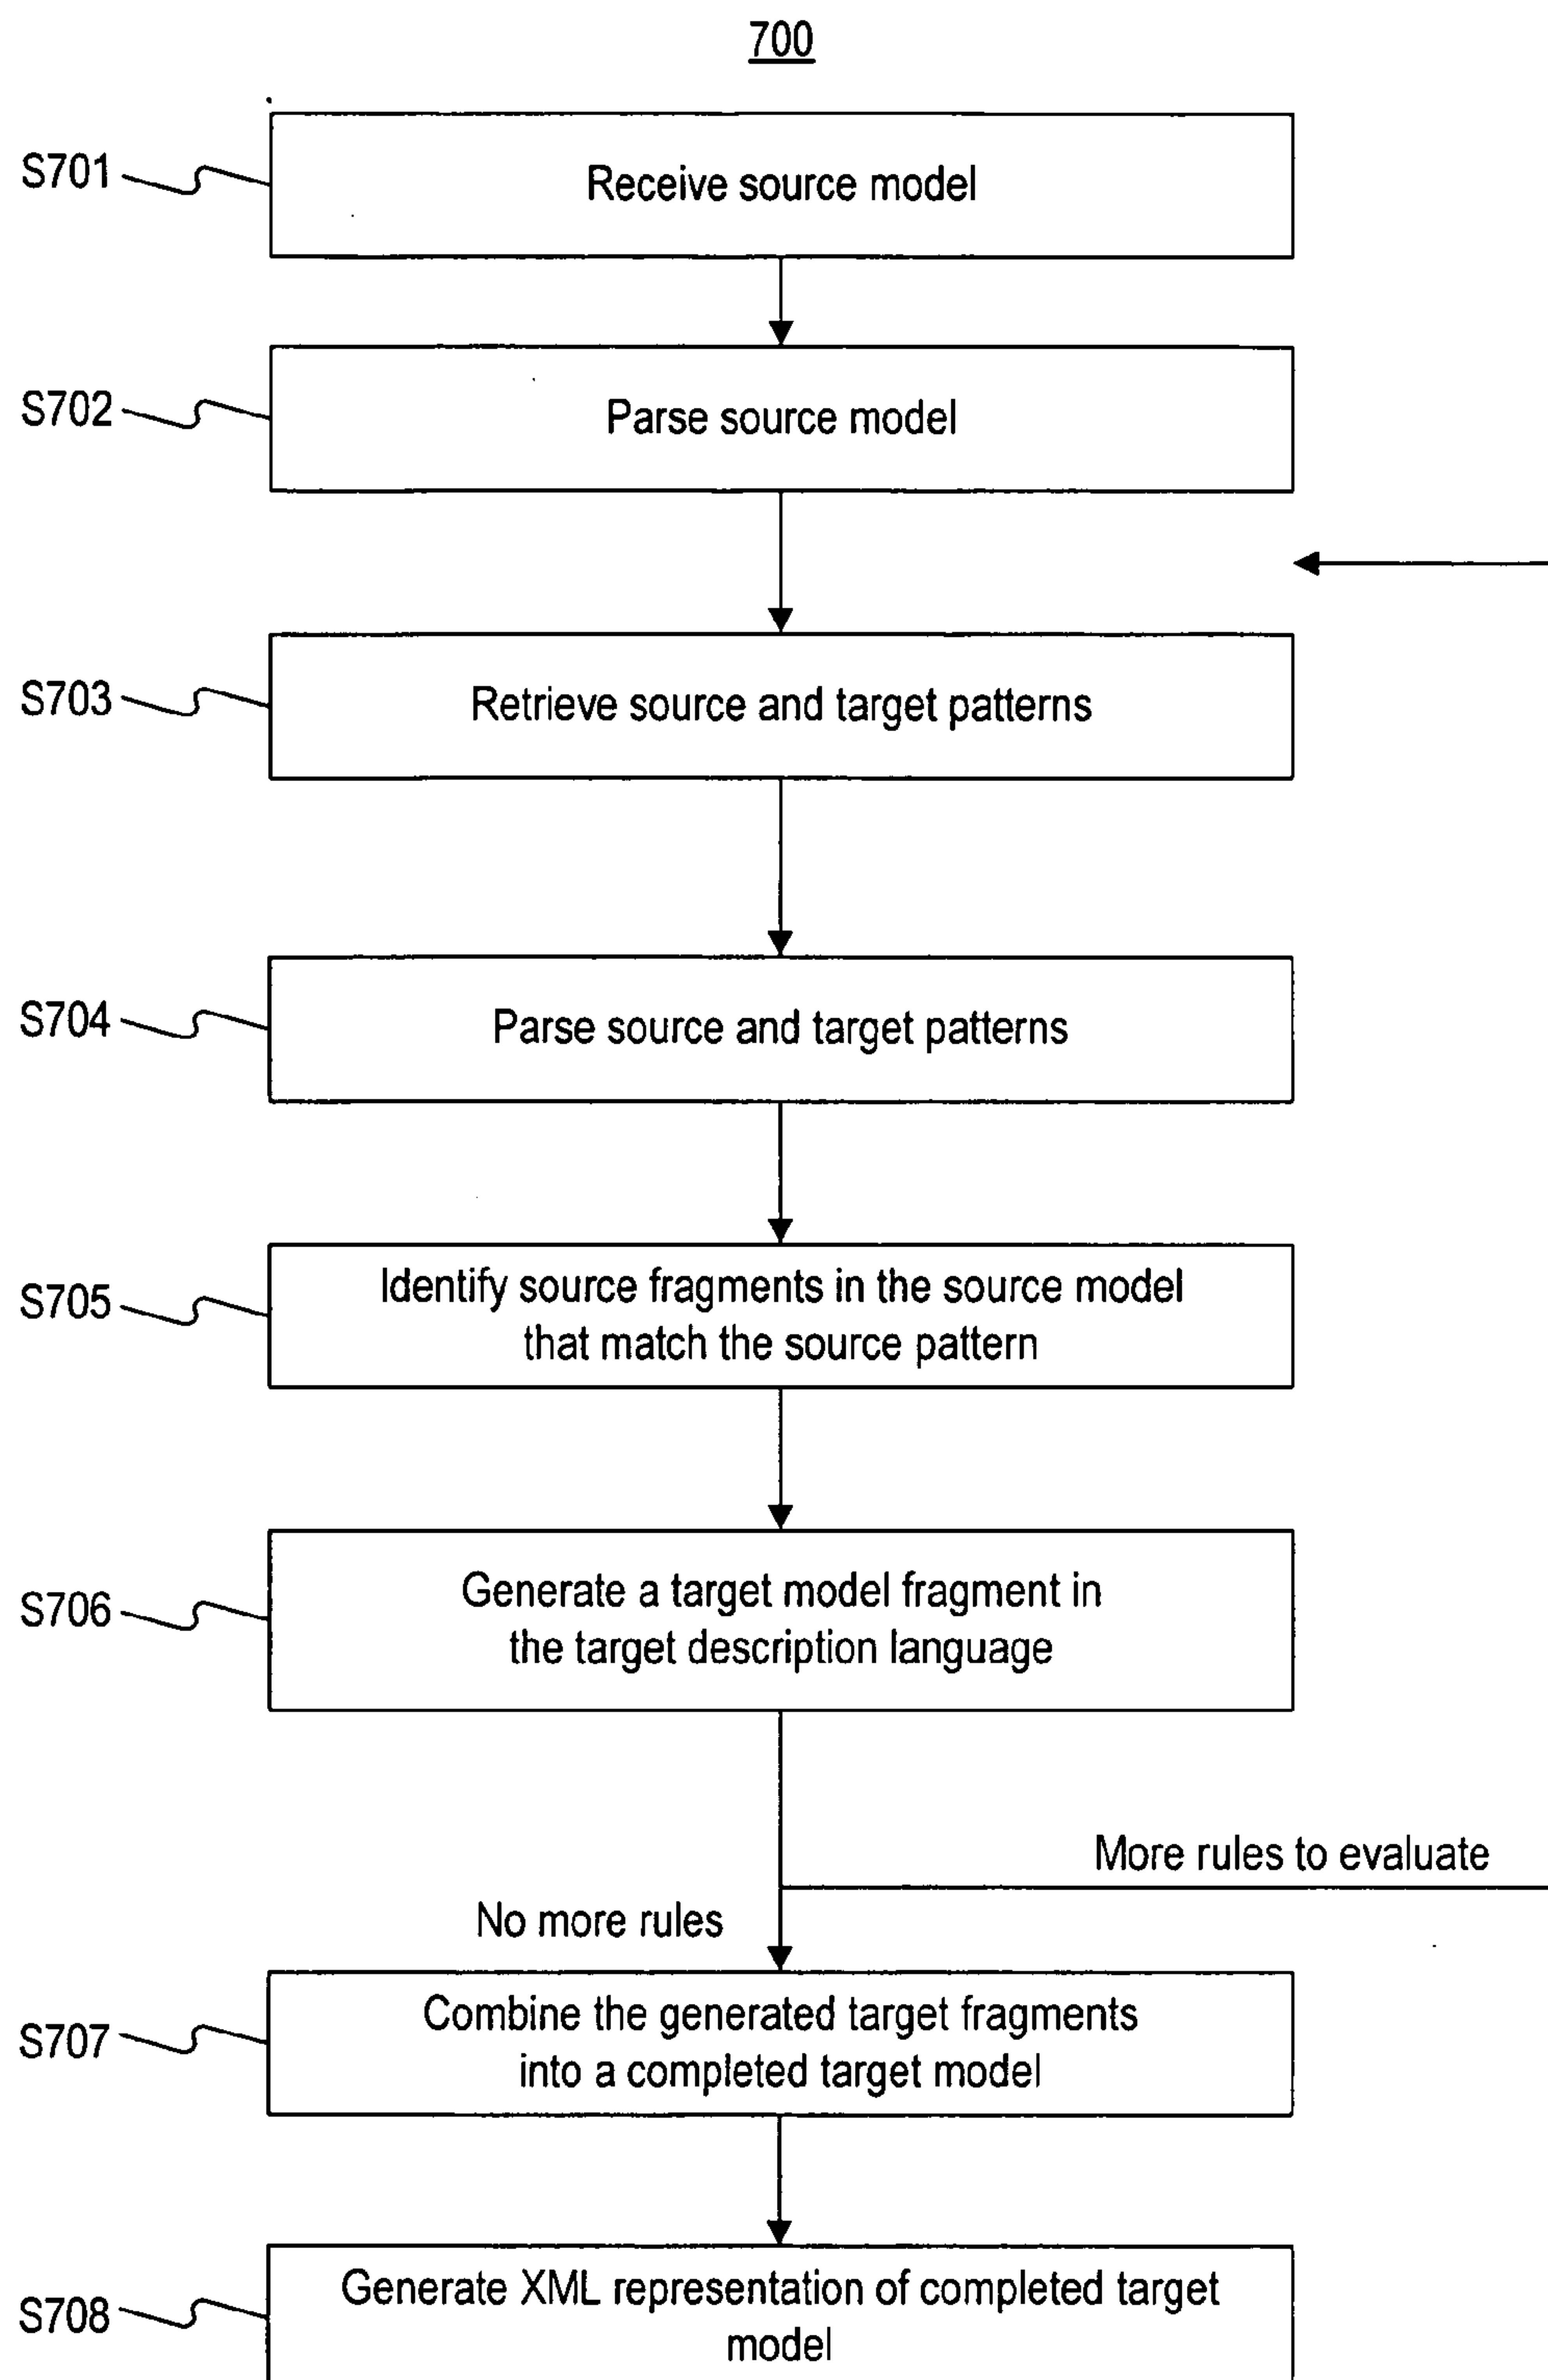 700
S701
Receive source model
S702
Parse source model
S703
Retrieve source and target patterns
S704
Parse source and target patterns
S705
Identify source fragments in the source model
that match the source pattern
S706
Generate a target model fragment in
the target description language
More rules to evaluate
No more rules
S707
Combine the generated target fragments
into a completed target model
S708
Generate XML representation of completed target
model